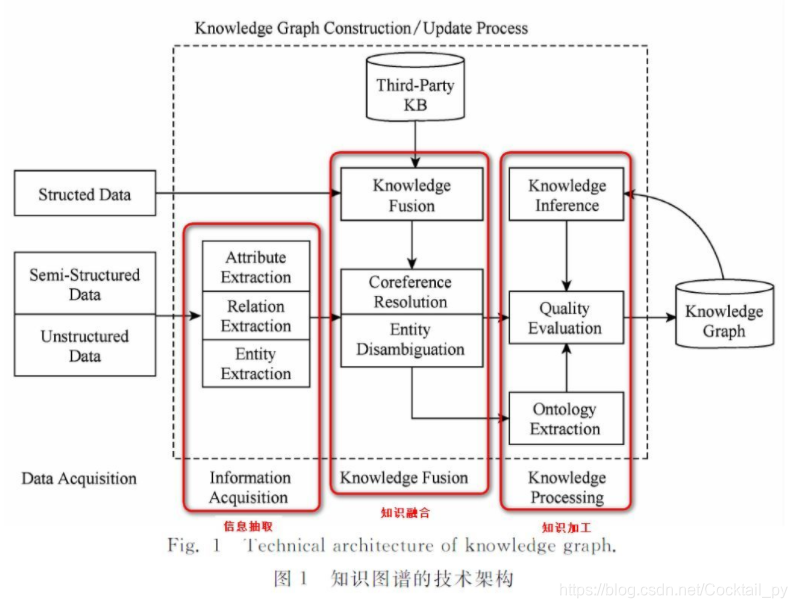 Knowledge Graph Construction/Update Process
Third-Party
KB
Structed Data
Knowledge
Fusion
Knowledge
Inference
Semi-Structured
Data
Unstructured
Data
Attribute
Extraction
Relation
Extraction
Entity
Extraction
Coreference
Resolution
Entity
Disambiguation
Quality
Evaluation
Knowledge
Graph
Ontology
Extraction
Data Acquisition
Information
Acquisition
Knowledge Fusion
Knowledge
Processing
信息抽取
知识融合
知识加工
Fig. 1 Technical architecture of knowledge graph.
图 1 知识图谱的技术架构
https://blog.csdn.net/Cocktail_py